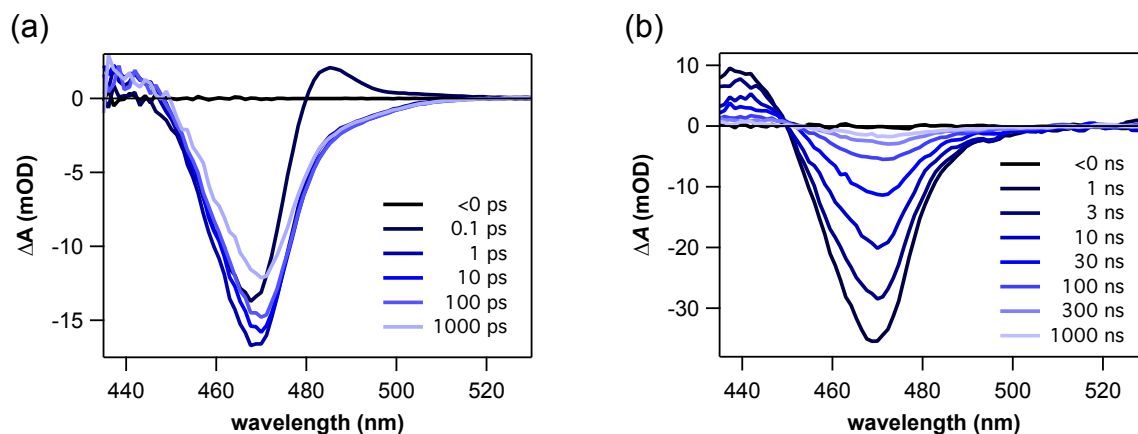 (a)
ΔA (mOD)
0
-5
-10
-15
<0 ps
0.1 ps
1 ps
10 ps
100 ps
1000 ps
440 460 480 500 520
wavelength (nm)
(b)
ΔA (mOD)
10
0
-10
-20
-30
<0 ns
1 ns
3 ns
10 ns
30 ns
100 ns
300 ns
1000 ns
440 460 480 500 520
wavelength (nm)